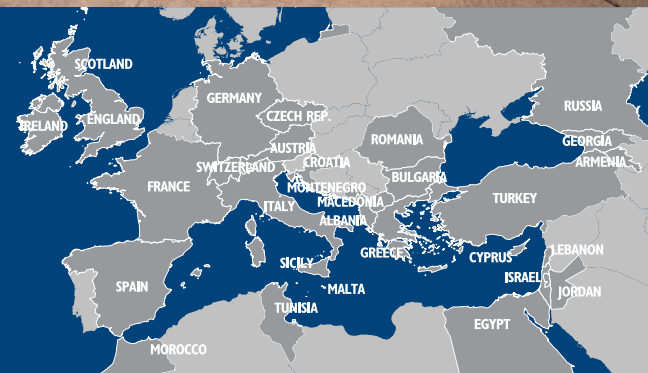 SCOTLAND
IRELAND
ENGLAND
GERMANY
CZECH REP.
RUSSIA
AUSTRIA
ROMANIA
GEORGIA
SWITZERLAND
CROATIA
ARMENIA
FRANCE
MONTENEGRO
BULGARIA
ITALY
MACEDONIA
TURKEY
ALBANIA
GREECE
CYPRUS
LEBANON
SICILY
ISRAEL
SPAIN
MALTA
JORDAN
TUNISIA
EGYPT
MOROCCO